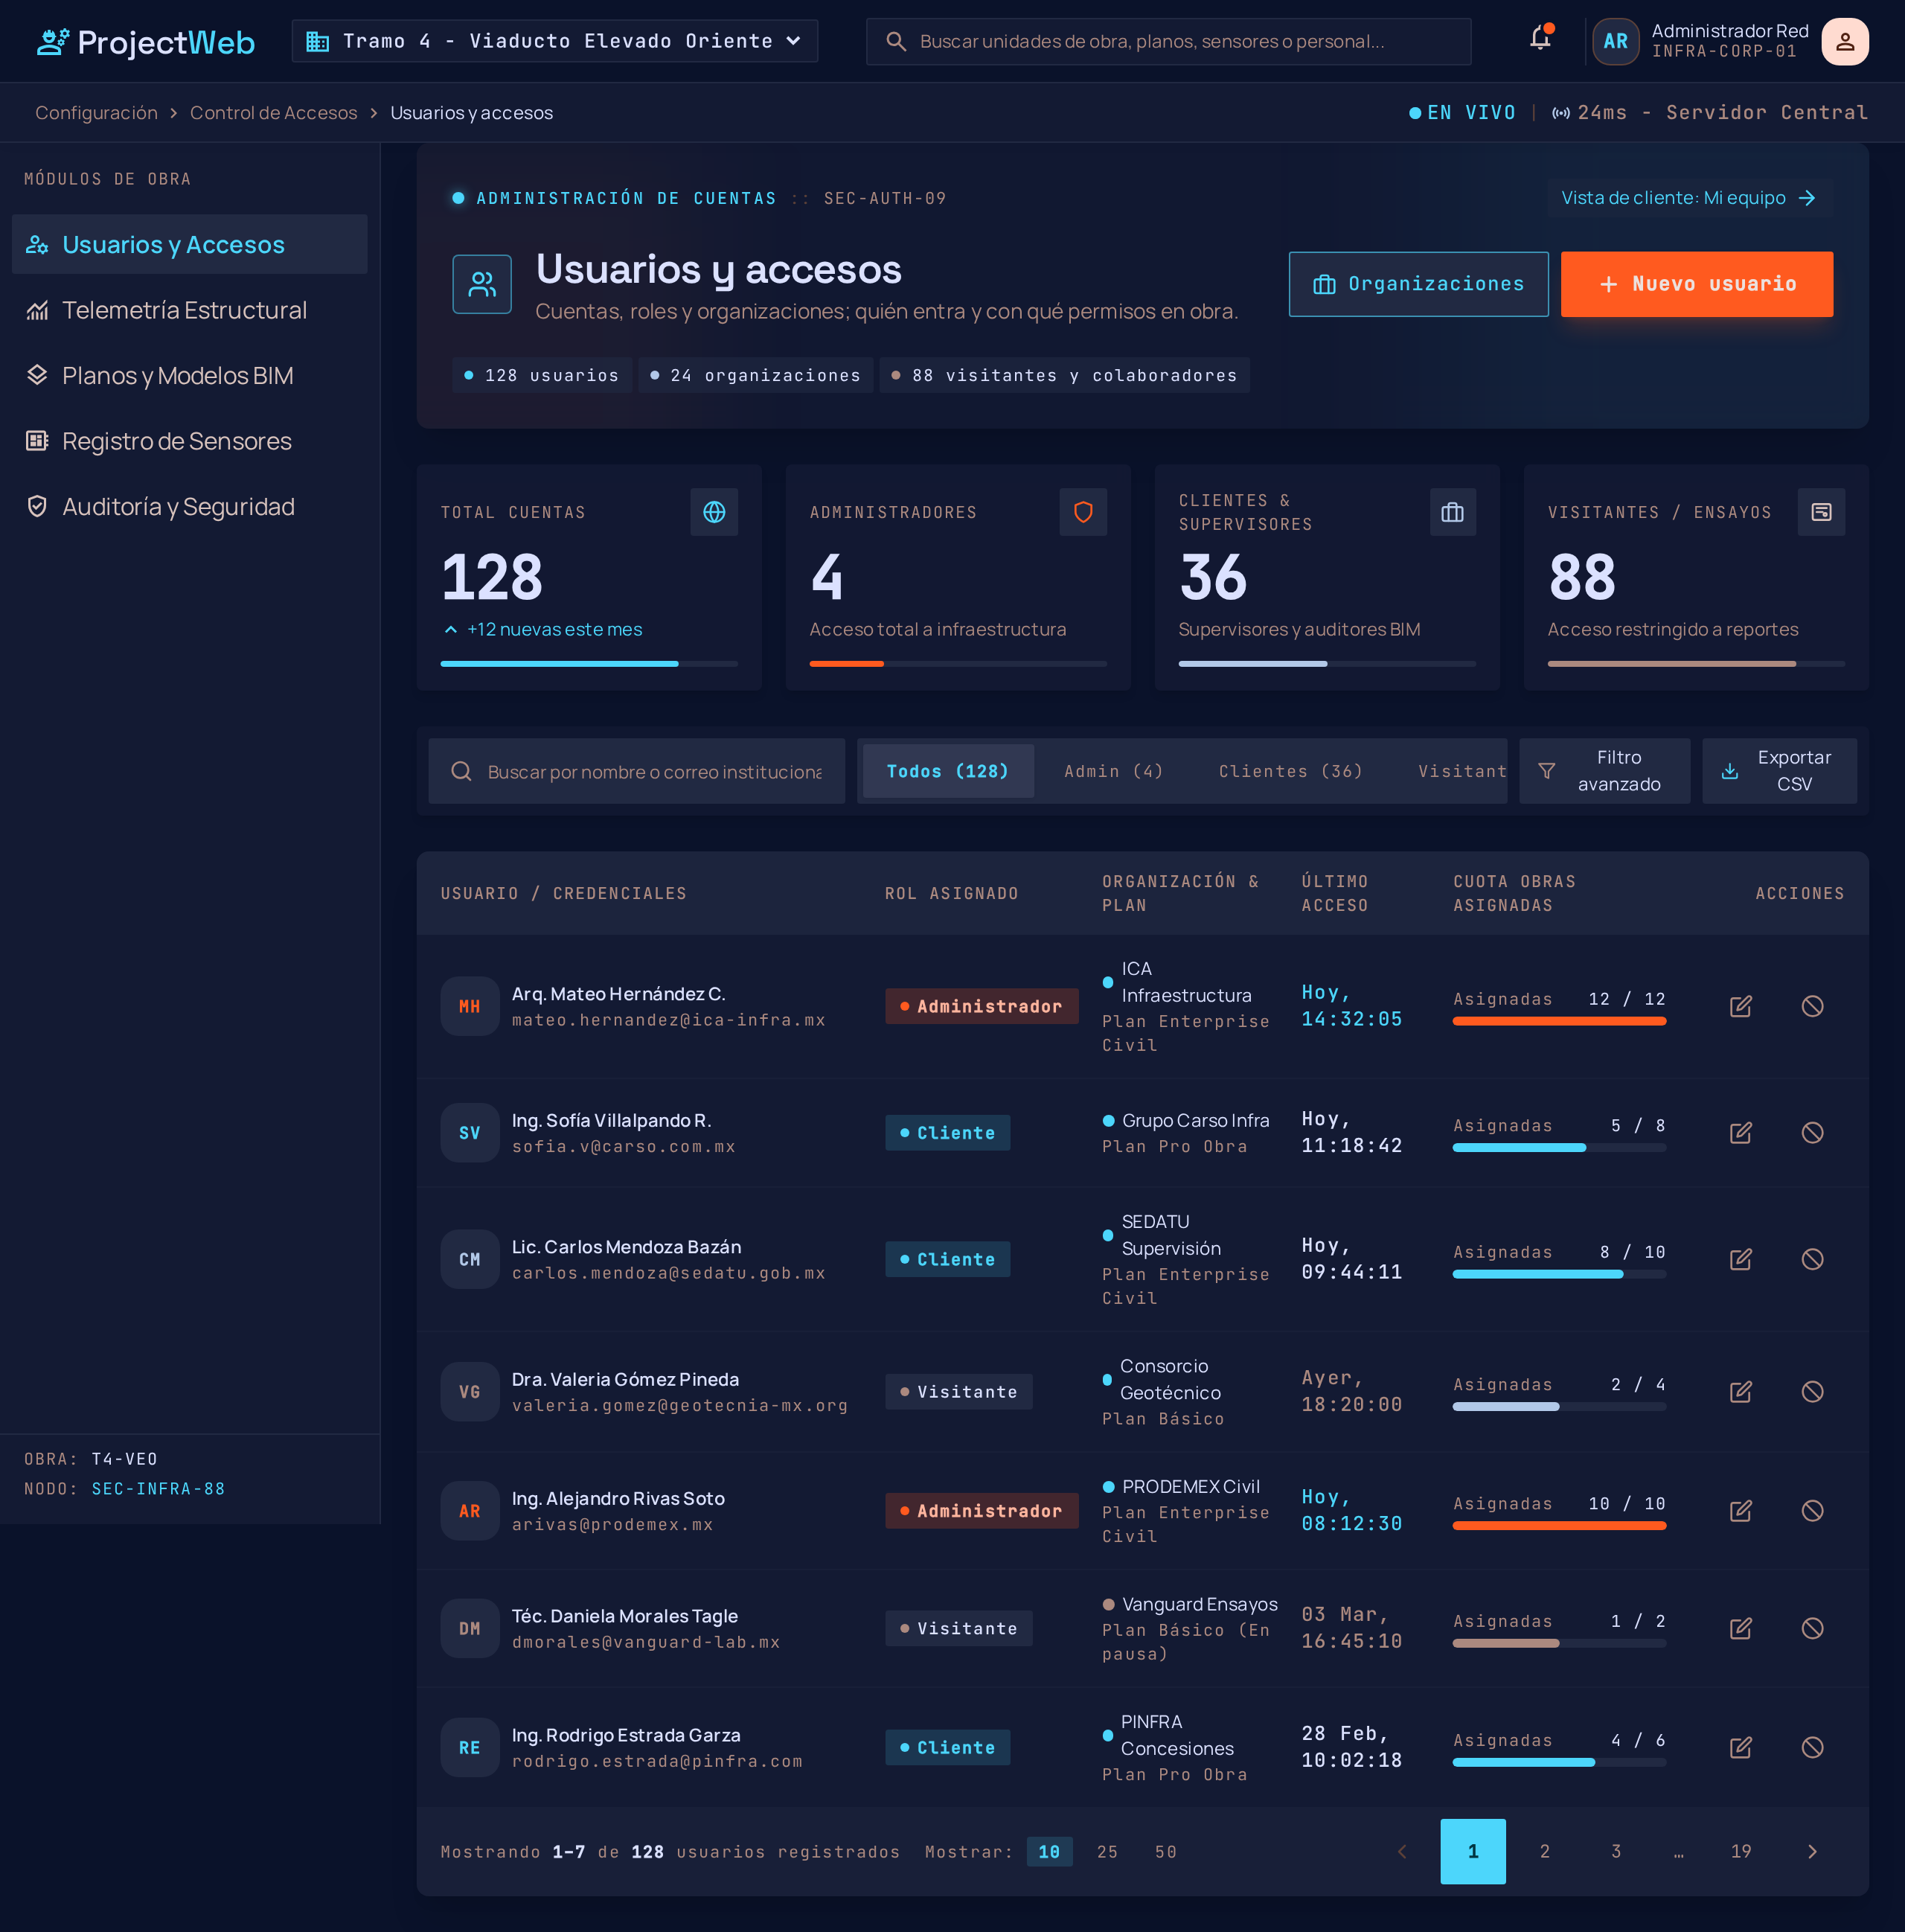 ProjectWeb
Tramo 4 - Viaducto Elevado Oriente
Buscar unidades de obra, planos, sensores o personal...
AR
Administrador Red
INFRA-CORP-01
Configuración > Control de Accesos > Usuarios y accesos
EN VIVO | 24ms - Servidor Central
MÓDULOS DE OBRA
Usuarios y Accesos
Telemetría Estructural
Planos y Modelos BIM
Registro de Sensores
Auditoría y Seguridad
OBRA: T4-VEO
NODO: SEC-INFRA-88
ADMINISTRACIÓN DE CUENTAS :: SEC-AUTH-09
Vista de cliente: Mi equipo
Usuarios y accesos
Cuentas, roles y organizaciones; quién entra y con qué permisos en obra.
Organizaciones
Nuevo usuario
128 usuarios
24 organizaciones
88 visitantes y colaboradores
TOTAL CUENTAS
128
+12 nuevas este mes
ADMINISTRADORES
4
Acceso total a infraestructura
CLIENTES &
SUPERVISORES
36
Supervisores y auditores BIM
VISITANTES / ENSAYOS
88
Acceso restringido a reportes
Buscar por nombre o correo instituciona
Todos (128)
Admin (4)
Clientes (36)
Visitant
Filtro
avanzado
Exportar
CSV
USUARIO / CREDENCIALES
ROL ASIGNADO
ORGANIZACIÓN &
PLAN
ÚLTIMO
ACCESO
CUOTA OBRAS
ASIGNADAS
ACCIONES
MH
Arq. Mateo Hernández C.
mateo.hernandez@ica-infra.mx
Administrador
ICA
Infraestructura
Plan Enterprise
Civil
Hoy,
14:32:05
Asignadas 12 / 12
SV
Ing. Sofía Villalpando R.
sofia.v@carso.com.mx
Cliente
Grupo Carso Infra
Plan Pro Obra
Hoy,
11:18:42
Asignadas 5 / 8
CM
Lic. Carlos Mendoza Bazán
carlos.mendoza@sedatu.gob.mx
Cliente
SEDATU
Supervisión
Plan Enterprise
Civil
Hoy,
09:44:11
Asignadas 8 / 10
VG
Dra. Valeria Gómez Pineda
valeria.gomez@geotecnia-mx.org
Visitante
Consorcio
Geotécnico
Plan Básico
Ayer,
18:20:00
Asignadas 2 / 4
AR
Ing. Alejandro Rivas Soto
arivas@prodemex.mx
Administrador
PRODEMEX Civil
Plan Enterprise
Civil
Hoy,
08:12:30
Asignadas 10 / 10
DM
Téc. Daniela Morales Tagle
dmorales@vanguard-lab.mx
Visitante
Vanguard Ensayos
Plan Básico (En
pausa)
03 Mar,
16:45:10
Asignadas 1 / 2
RE
Ing. Rodrigo Estrada Garza
rodrigo.estrada@pinfra.com
Cliente
PINFRA
Concesiones
Plan Pro Obra
28 Feb,
10:02:18
Asignadas 4 / 6
Mostrando 1-7 de 128 usuarios registrados
Mostrar: 10 25 50
1 2 3 … 19